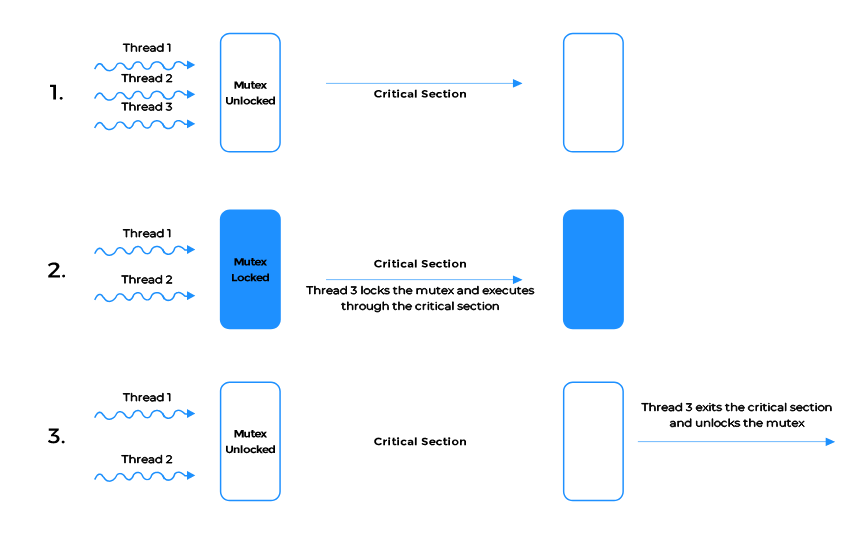 1.
Thread 1
Thread 2
Thread 3
Mutex
Unlocked
Critical Section
2.
Thread 1
Thread 2
Mutex
Locked
Critical Section
Thread 3 locks the mutex and executes
through the critical section
3.
Thread 1
Thread 2
Mutex
Unlocked
Critical Section
Thread 3 exits the critical section
and unlocks the mutex